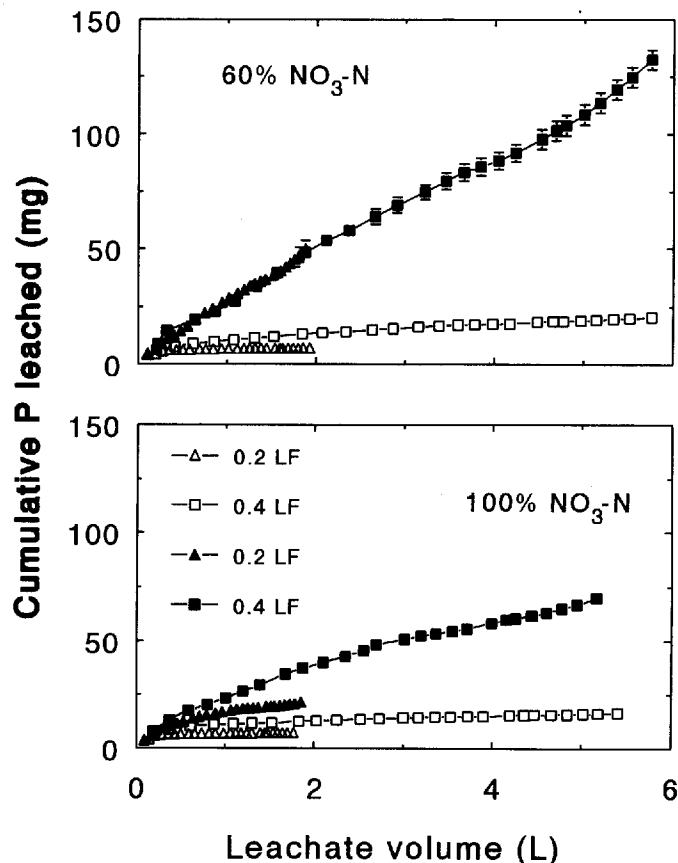 150
60% NO3-N
100
50
0
Cumulative P leached (mg)
150
0.2 LF
0.4 LF
100% NO3-N
100
0.2 LF
0.4 LF
50
0
0 2 4 6
Leachate volume (L)